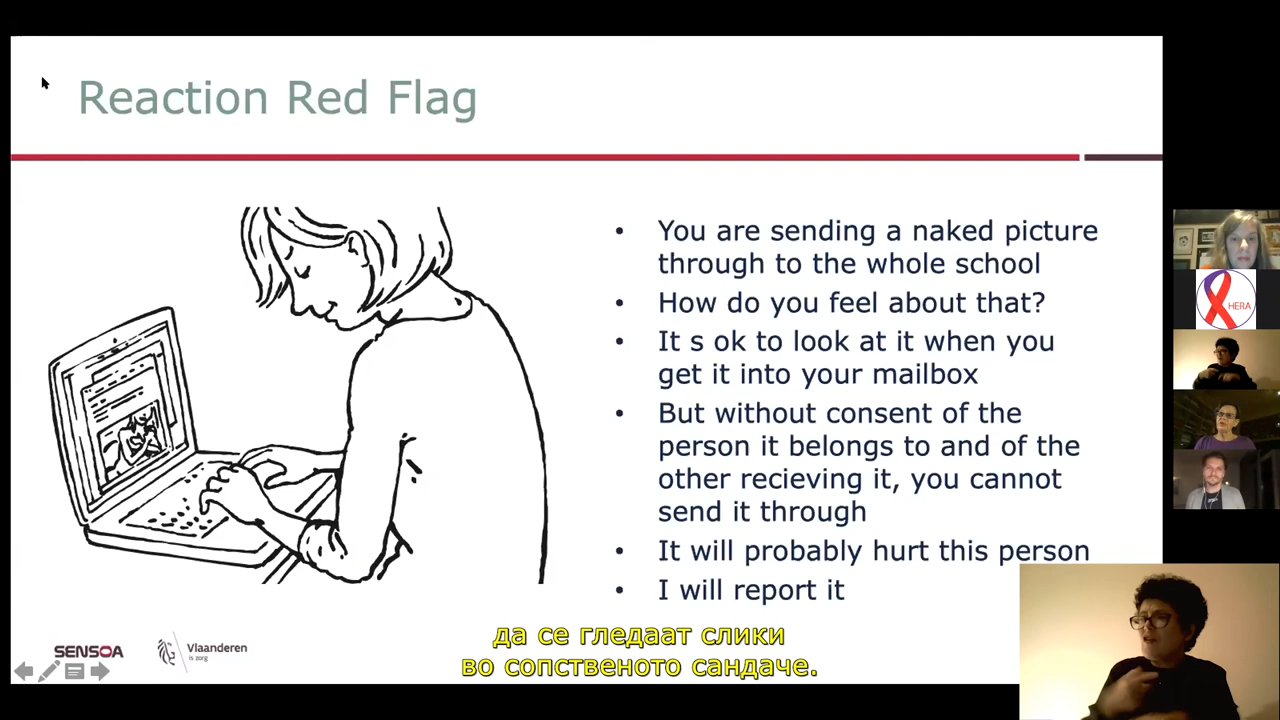 Reaction Red Flag
• You are sending a naked picture
through to the whole school
• How do you feel about that?
• It s ok to look at it when you
get it into your mailbox
• But without consent of the
person it belongs to and of the
other recieving it, you cannot
send it through
• It will probably hurt this person
• I will report it
HERA
SENSOA
Vlaanderen
is zorg
да се гледаат слики
во сопственото сандаче.